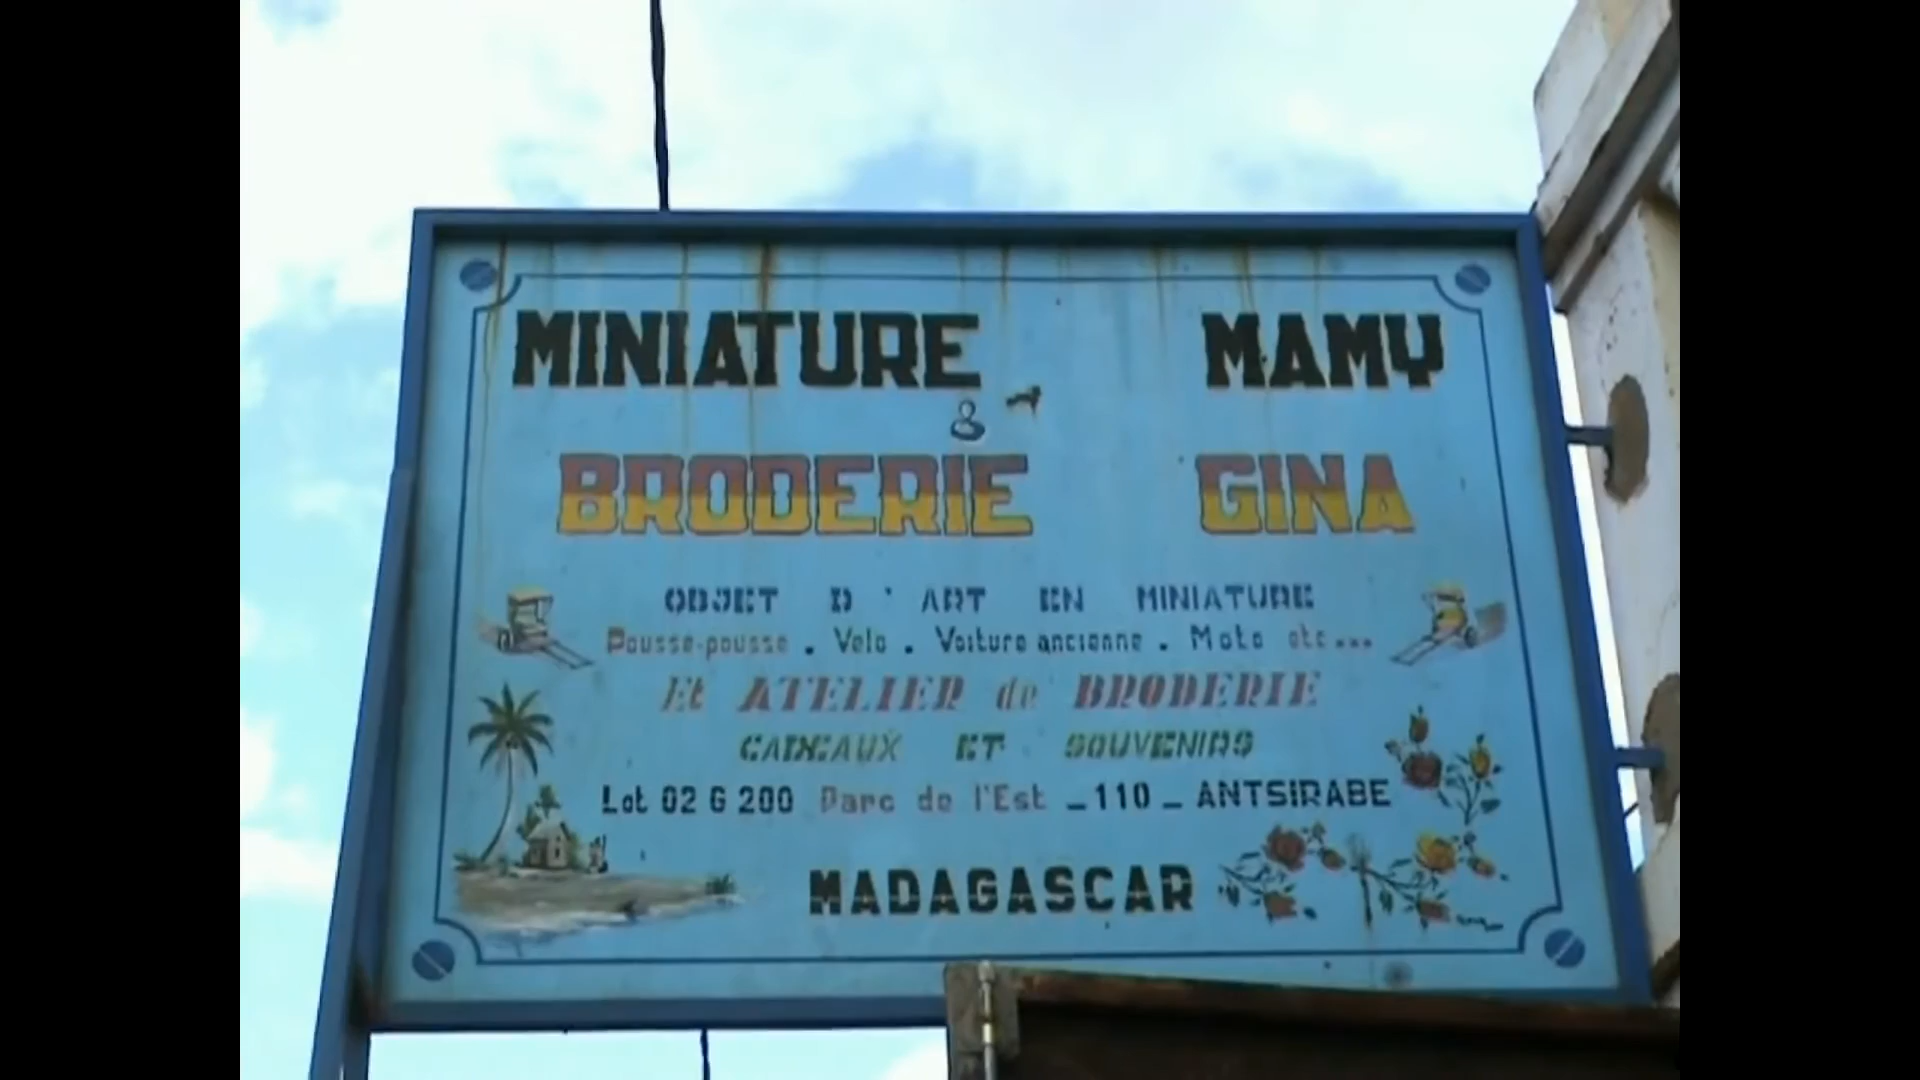 MINIATURE MAMY
&
BRODERIE GINA
OBJET D'ART EN MINIATURE
Pousse-pousse . Velo . Voiture ancienne . Moto etc...
Et ATELIER de BRODERIE
CADEAUX ET SOUVENIRS
Lot 02 G 200 Parc de l'Est _ 110 _ ANTSIRABE
MADAGASCAR